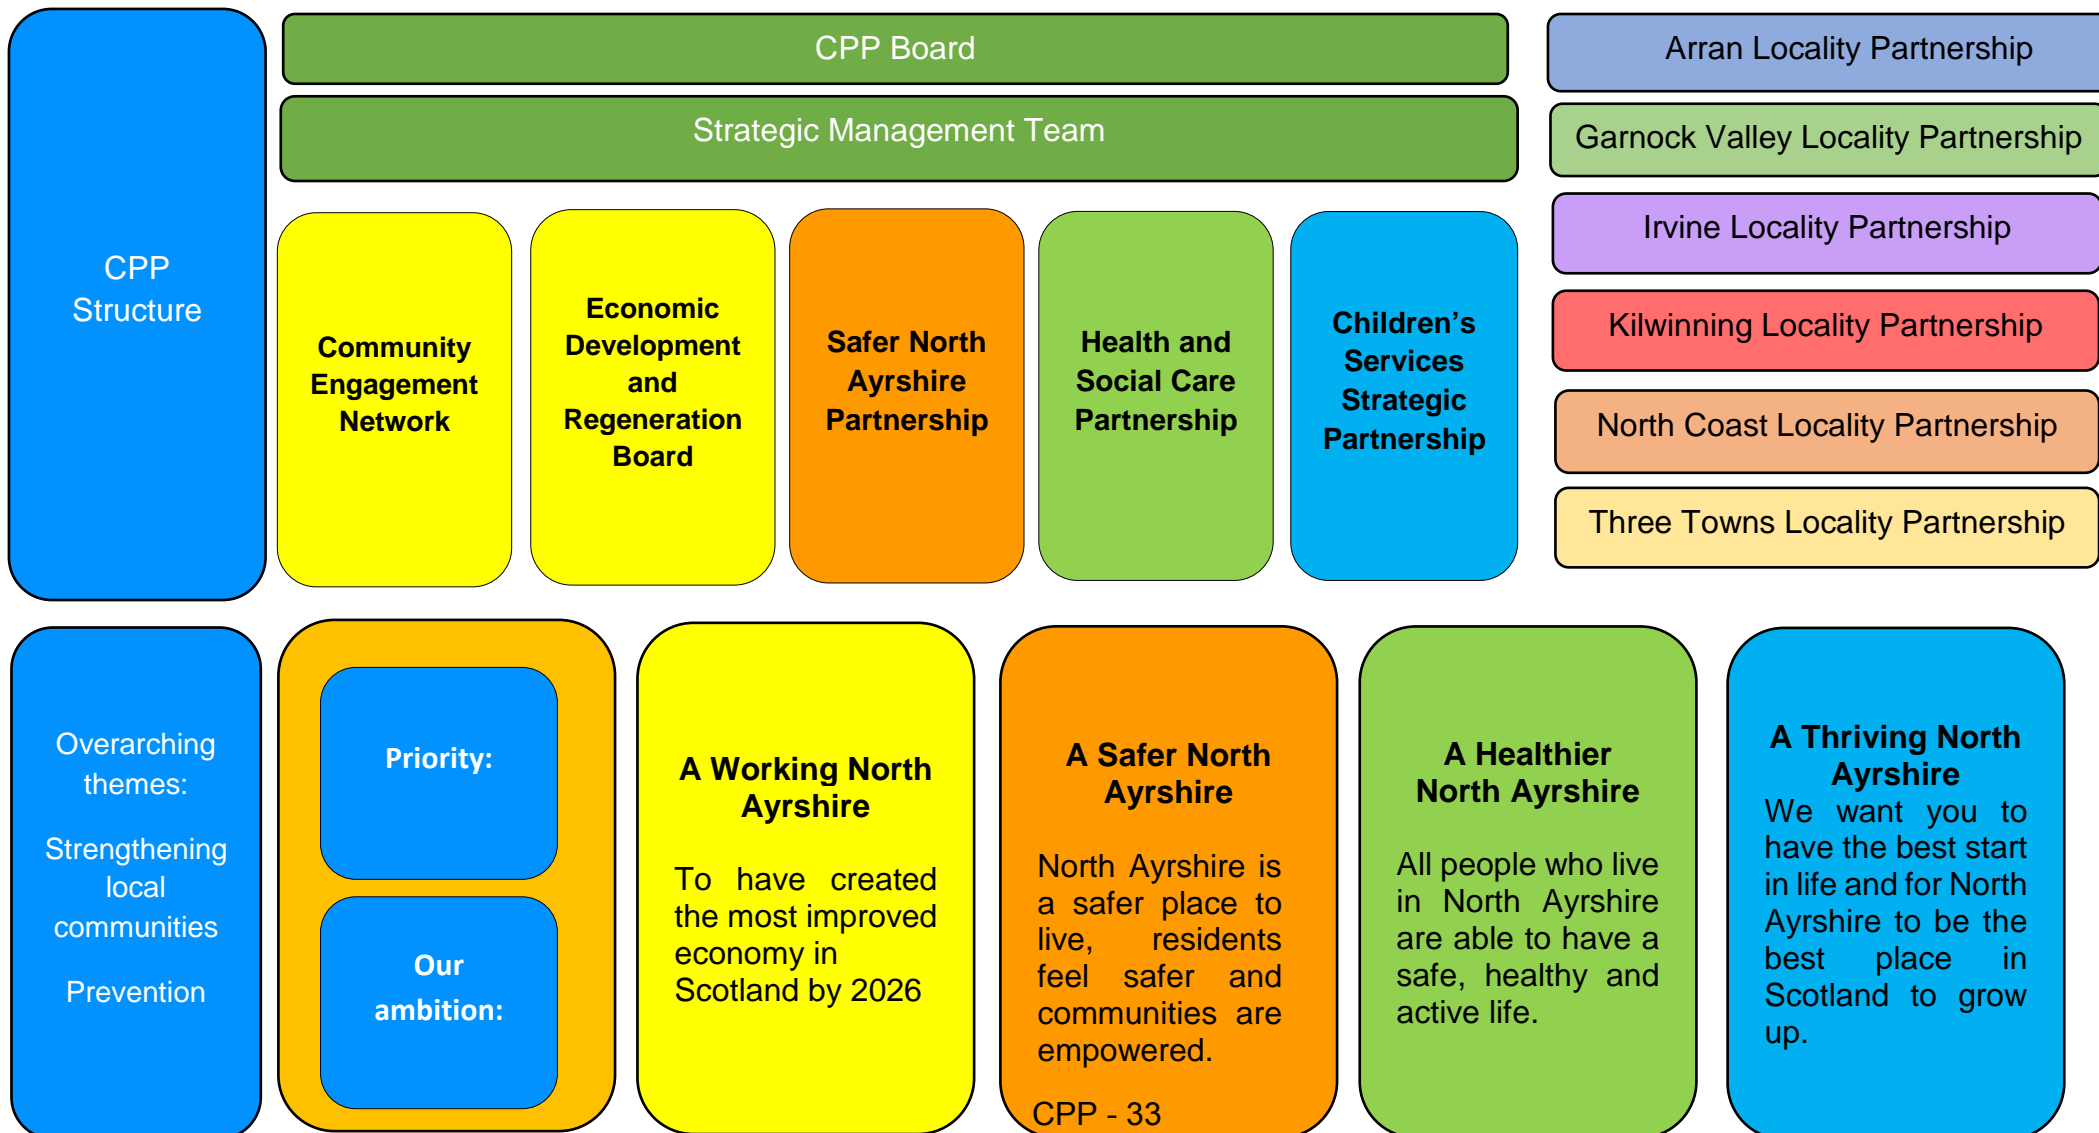 CPP
Structure
CPP Board
Strategic Management Team
Community
Engagement
Network
Economic
Development
and
Regeneration
Board
Safer North
Ayrshire
Partnership
Health and
Social Care
Partnership
Children’s
Services
Strategic
Partnership
Arran Locality Partnership
Garnock Valley Locality Partnership
Irvine Locality Partnership
Kilwinning Locality Partnership
North Coast Locality Partnership
Three Towns Locality Partnership
Overarching
themes:
Strengthening
local
communities
Prevention
Priority:
Our
ambition:
A Working North
Ayrshire
To have created
the most improved
economy in
Scotland by 2026
A Safer North
Ayrshire
North Ayrshire is
a safer place to
live, residents
feel safer and
communities are
empowered.
A Healthier
North Ayrshire
All people who live
in North Ayrshire
are able to have a
safe, healthy and
active life.
A Thriving North
Ayrshire
We want you to
have the best start
in life and for North
Ayrshire to be the
best place in
Scotland to grow
up.
CPP - 33